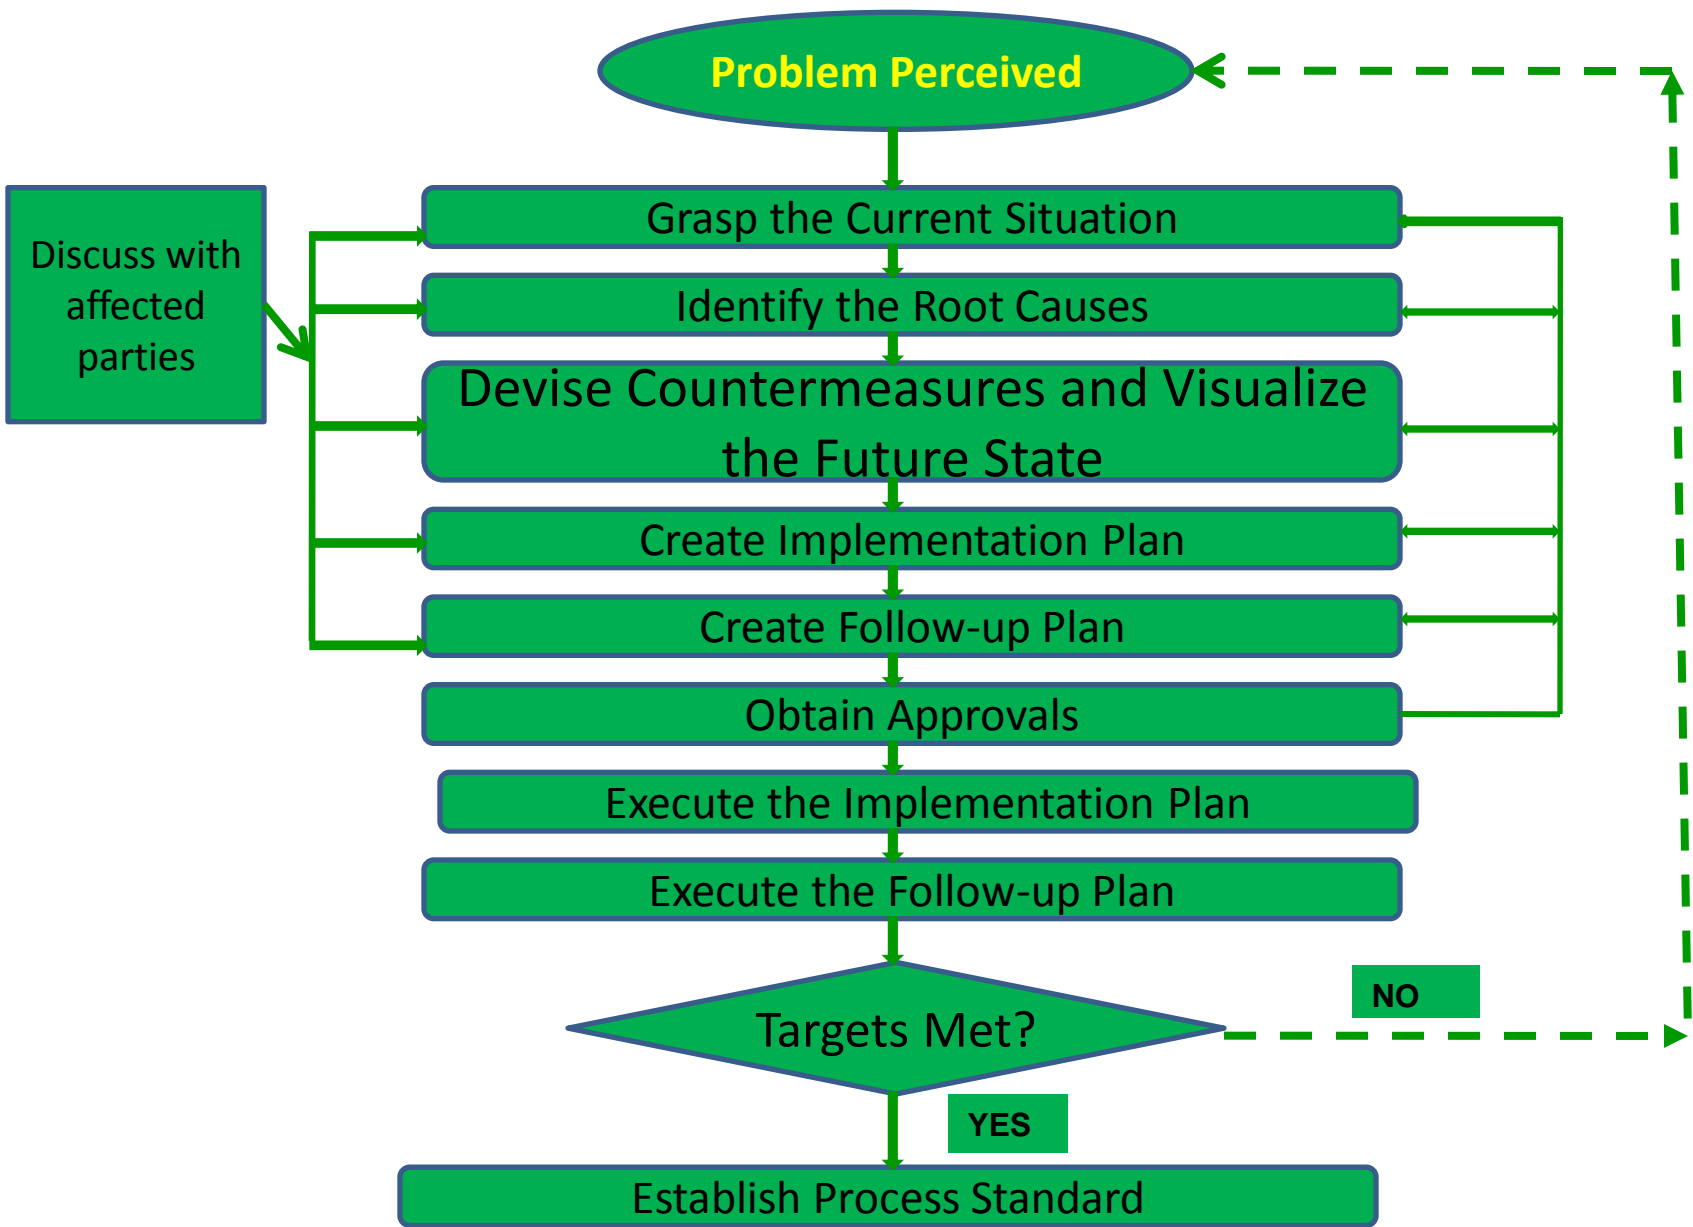 Problem Perceived
Discuss with
affected
parties
Grasp the Current Situation
Identify the Root Causes
Devise Countermeasures and Visualize
the Future State
Create Implementation Plan
Create Follow-up Plan
Obtain Approvals
Execute the Implementation Plan
Execute the Follow-up Plan
Targets Met?
NO
YES
Establish Process Standard